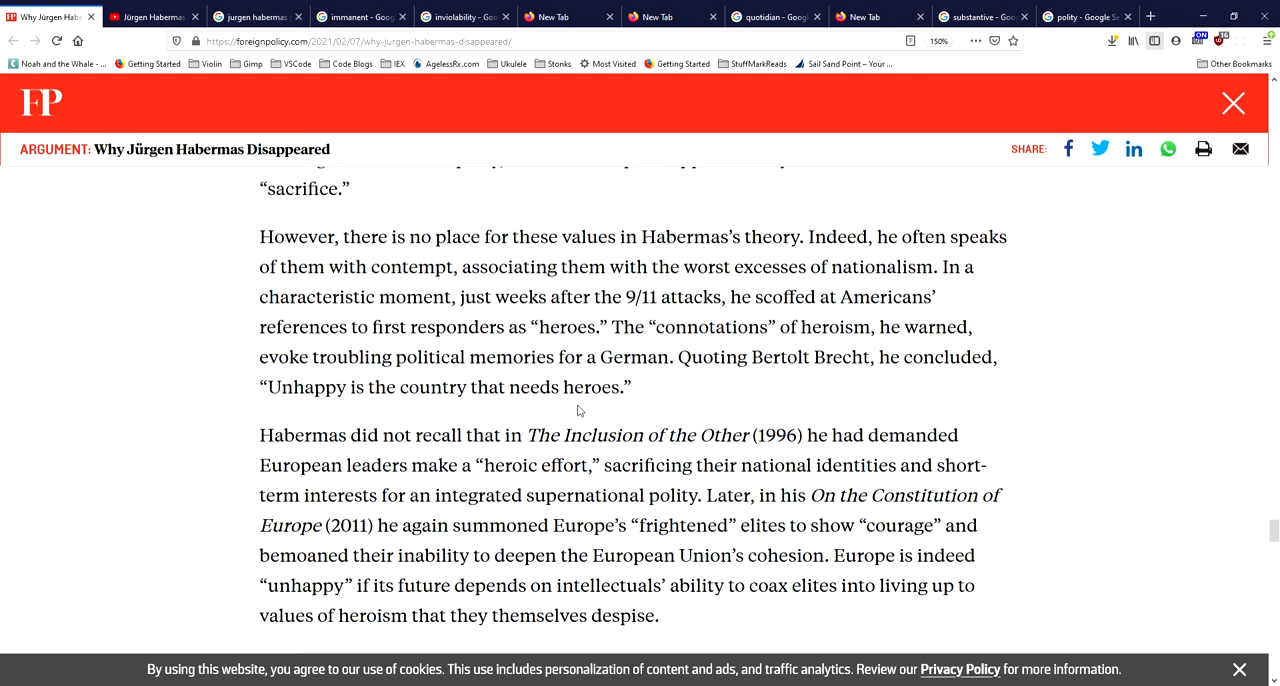 Why Jürgen Habe
Jürgen Habermas
jurgen habermas
immanent - Goog
inviolability - Goo
New Tab
New Tab
quotidian - Google
New Tab
substantive - Goo
polity - Google Se
https://foreignpolicy.com/2021/02/07/why-jurgen-habermas-disappeared/
150%
ON
16
Noah and the Whale - ...
Getting Started
Violin
Gimp
VSCode
Code Blogs
IEX
AgelessRx.com
Ukulele
Stonks
Most Visited
Getting Started
StuffMarkReads
Sail Sand Point – Your ...
Other Bookmarks
FP
ARGUMENT: Why Jürgen Habermas Disappeared
SHARE:
“sacrifice.”
However, there is no place for these values in Habermas’s theory. Indeed, he often speaks
of them with contempt, associating them with the worst excesses of nationalism. In a
characteristic moment, just weeks after the 9/11 attacks, he scoffed at Americans’
references to first responders as “heroes.” The “connotations” of heroism, he warned,
evoke troubling political memories for a German. Quoting Bertolt Brecht, he concluded,
“Unhappy is the country that needs heroes.”
Habermas did not recall that in The Inclusion of the Other (1996) he had demanded
European leaders make a “heroic effort,” sacrificing their national identities and short-
term interests for an integrated supernational polity. Later, in his On the Constitution of
Europe (2011) he again summoned Europe’s “frightened” elites to show “courage” and
bemoaned their inability to deepen the European Union’s cohesion. Europe is indeed
“unhappy” if its future depends on intellectuals’ ability to coax elites into living up to
values of heroism that they themselves despise.
By using this website, you agree to our use of cookies. This use includes personalization of content and ads, and traffic analytics. Review our Privacy Policy for more information.